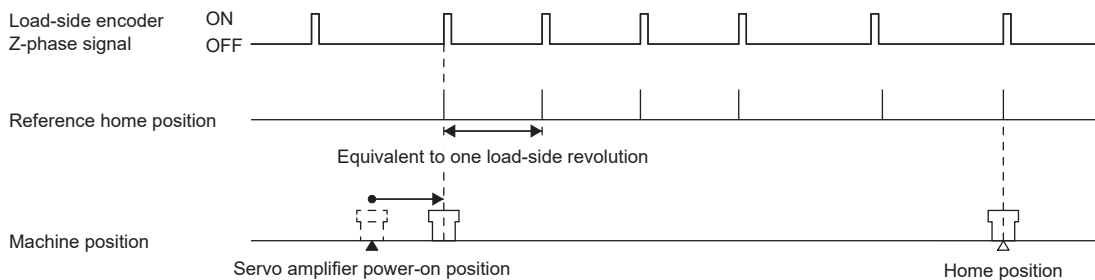 Load-side encoder ON
Z-phase signal OFF
Reference home position
Equivalent to one load-side revolution
Machine position
Servo amplifier power-on position
Home position